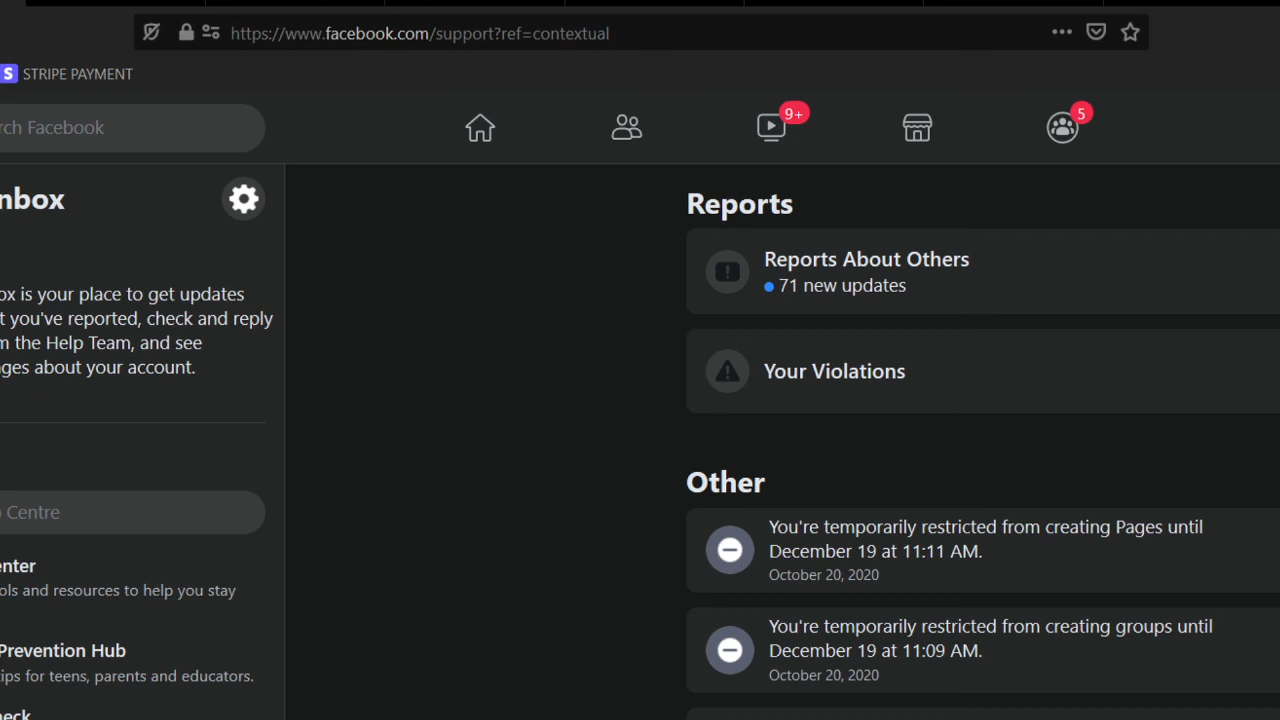 https://www.facebook.com/support?ref=contextual
S STRIPE PAYMENT
rch Facebook
9+
5
nbox
ox is your place to get updates
t you've reported, check and reply
m the Help Team, and see
ges about your account.
Centre
enter
ols and resources to help you stay
Prevention Hub
ips for teens, parents and educators.
eck
Reports
Reports About Others
71 new updates
Your Violations
Other
You're temporarily restricted from creating Pages until
December 19 at 11:11 AM.
October 20, 2020
You're temporarily restricted from creating groups until
December 19 at 11:09 AM.
October 20, 2020